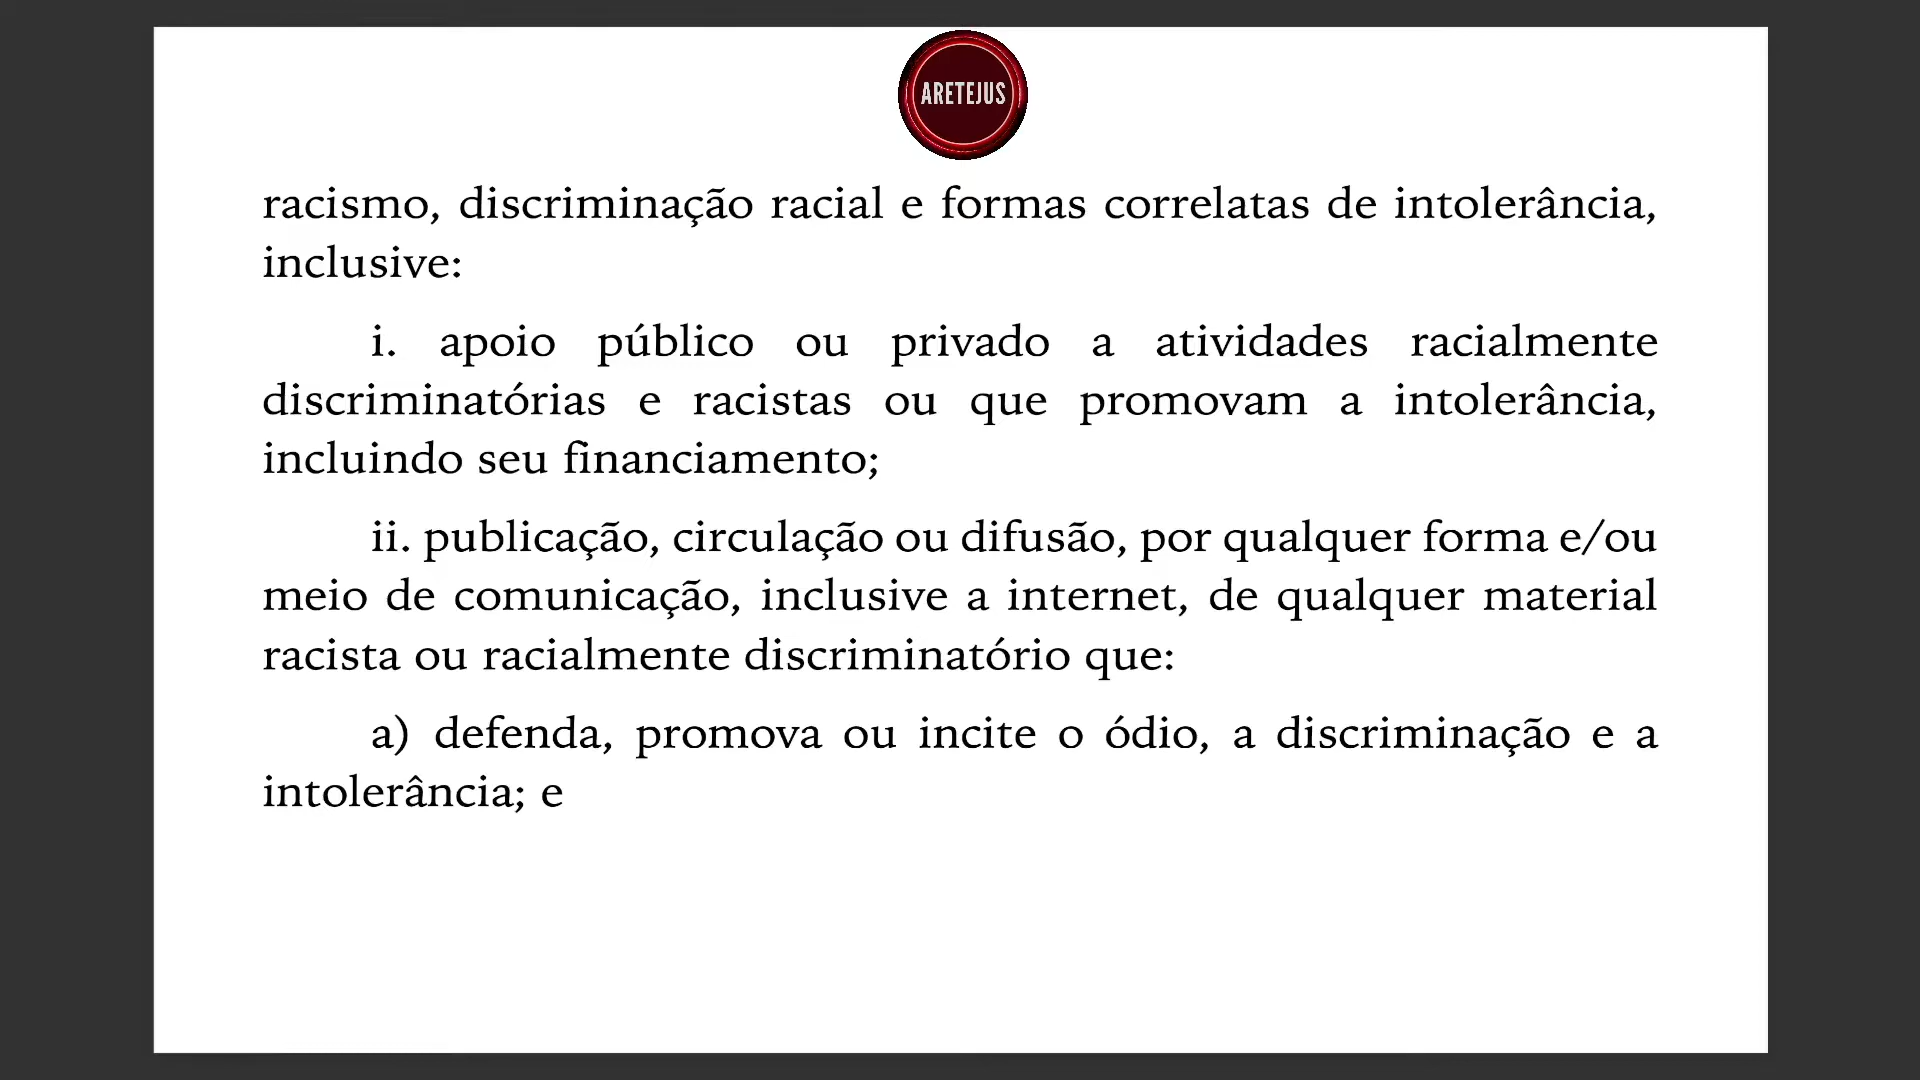 ARETEJUS
racismo, discriminação racial e formas correlatas de intolerância,
inclusive:
i. apoio público ou privado a atividades racialmente
discriminatórias e racistas ou que promovam a intolerância,
incluindo seu financiamento;
ii. publicação, circulação ou difusão, por qualquer forma e/ou
meio de comunicação, inclusive a internet, de qualquer material
racista ou racialmente discriminatório que:
a) defenda, promova ou incite o ódio, a discriminação e a
intolerância; e